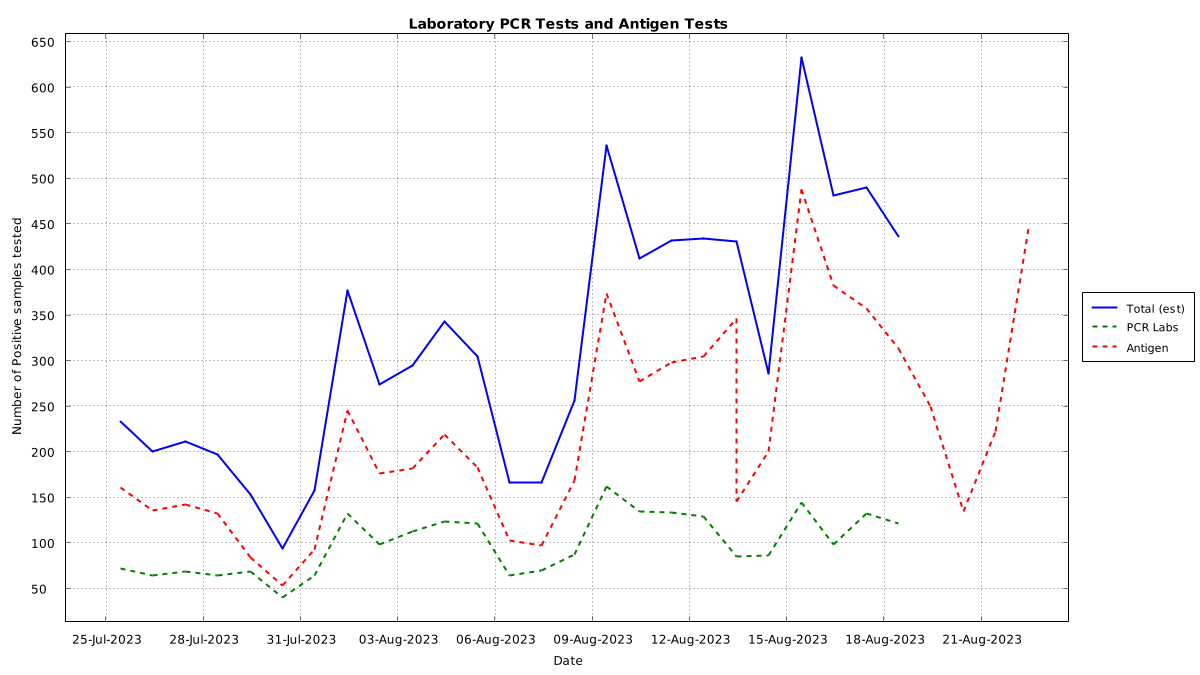 Laboratory PCR Tests and Antigen Tests
650
600
550
500
450
400
350
300
250
200
150
100
50
Number of Positive samples tested
25-Jul-2023 28-Jul-2023 31-Jul-2023 03-Aug-2023 06-Aug-2023 09-Aug-2023 12-Aug-2023 15-Aug-2023 18-Aug-2023 21-Aug-2023
Date
Total (est)
PCR Labs
Antigen